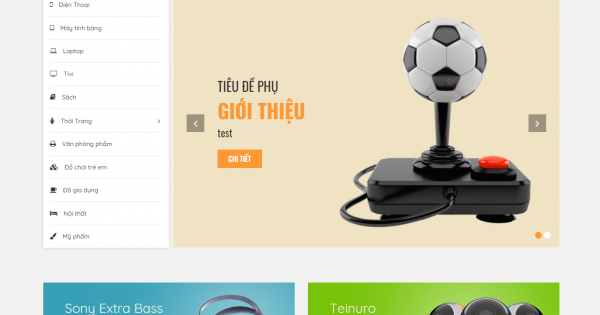 Điện Thoại
Máy tính bảng
Laptop
Tivi
Sách
Thời Trang
Văn phòng phẩm
Đồ chơi trẻ em
Đồ gia dụng
Nội thất
Mỹ phẩm
TIÊU ĐỀ PHỤ
GIỚI THIỆU
test
CHI TIẾT
Sony Extra Bass
Teinuro